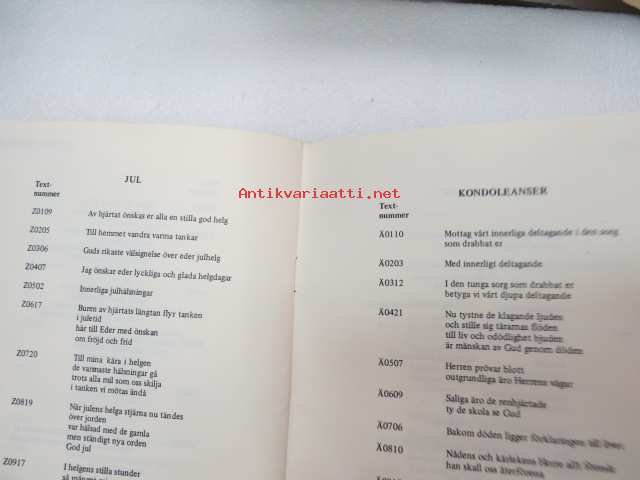 Antikvariaatti.net
JUL
Text-
nummer
Z0109 Av hjärtat önskas er alla en stilla god helg
Z0205 Till hemmet vandra varma tankar
Z0306 Guds rikaste välsignelse över eder julhelg
Z0407 Jag önskar eder lyckliga och glada helgdagar
Z0502 Innerliga julhälsningar
Z0617 Buren av hjärtats längtan flyr tanken
i juletid
här till Eder med önskan
om fröjd och frid
Z0720 Till mina kära i helgen
de varmaste hälsningar gå
trots alla mil som oss skilja
i tanken vi mötas ändå
Z0819 När julens helga stjärna nu tändes
över jorden
var hälsad med de gamla
men ständigt nya orden
God jul
Z0917 I helgens stilla stunder
KONDOLEANSER
Text-
nummer
Ä0110 Mottag vårt innerliga deltagande i den sorg
som drabbat er
Ä0203 Med innerligt deltagande
Ä0312 I den tunga sorg som drabbat er
betyga vi vårt djupa deltagande
Ä0421 Nu tystne de klagande ljuden
och stille sig tårarnas flöden
till liv och odödlighet bjuden
är mänskan av Gud genom döden
Ä0507 Herren prövar blott
outgrundliga äro Herrens vägar
Ä0609 Saliga äro de renhjärtade
ty de skola se Gud
Ä0706 Bakom döden ligger förklaringen till livet
Ä0810 Nådens och kärlekens Herre allt
han skall oss återförena